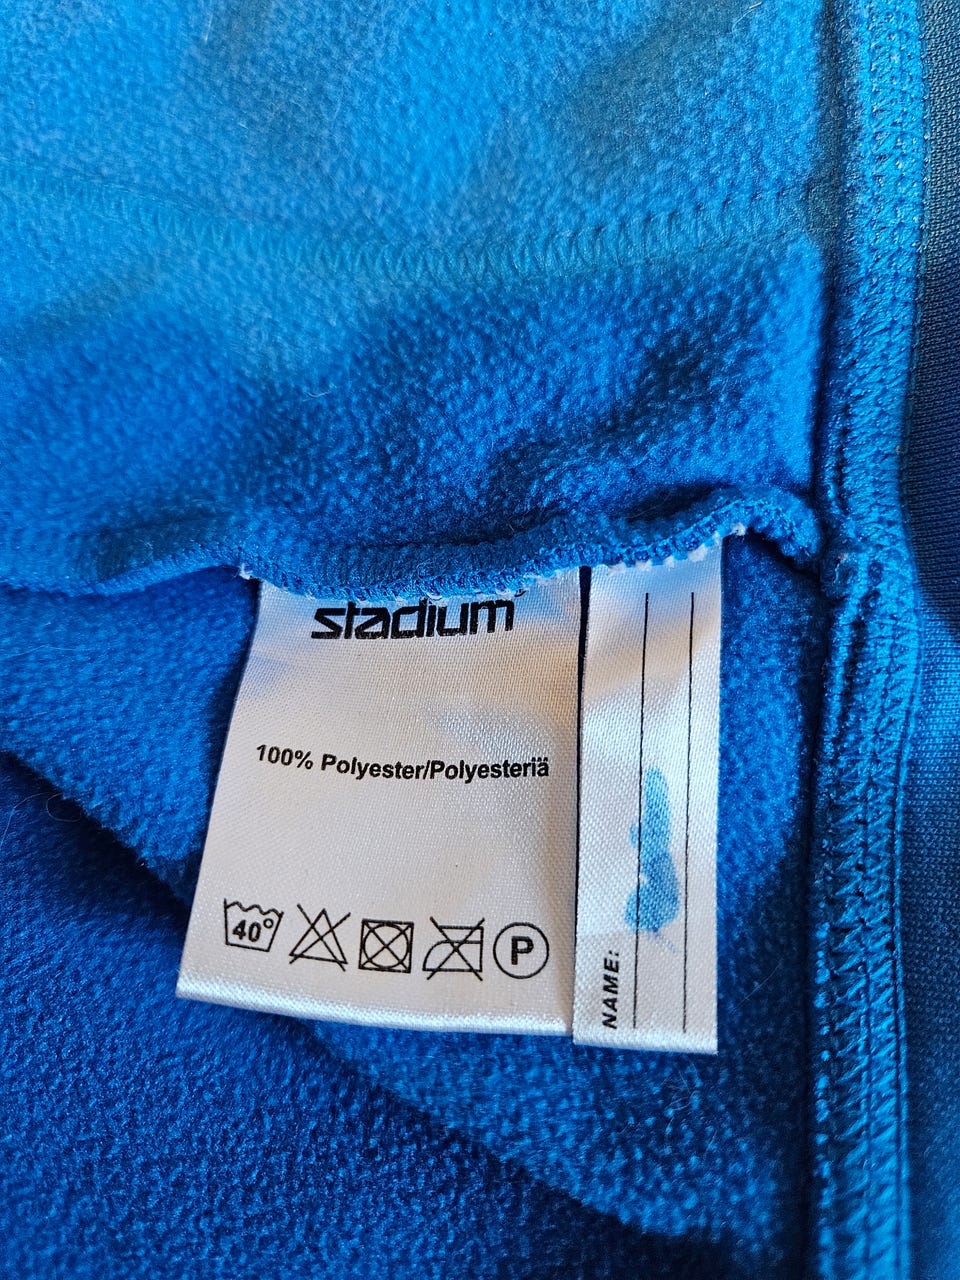 stadium
100% Polyester/Polyesteriä
40°
P
NAME: